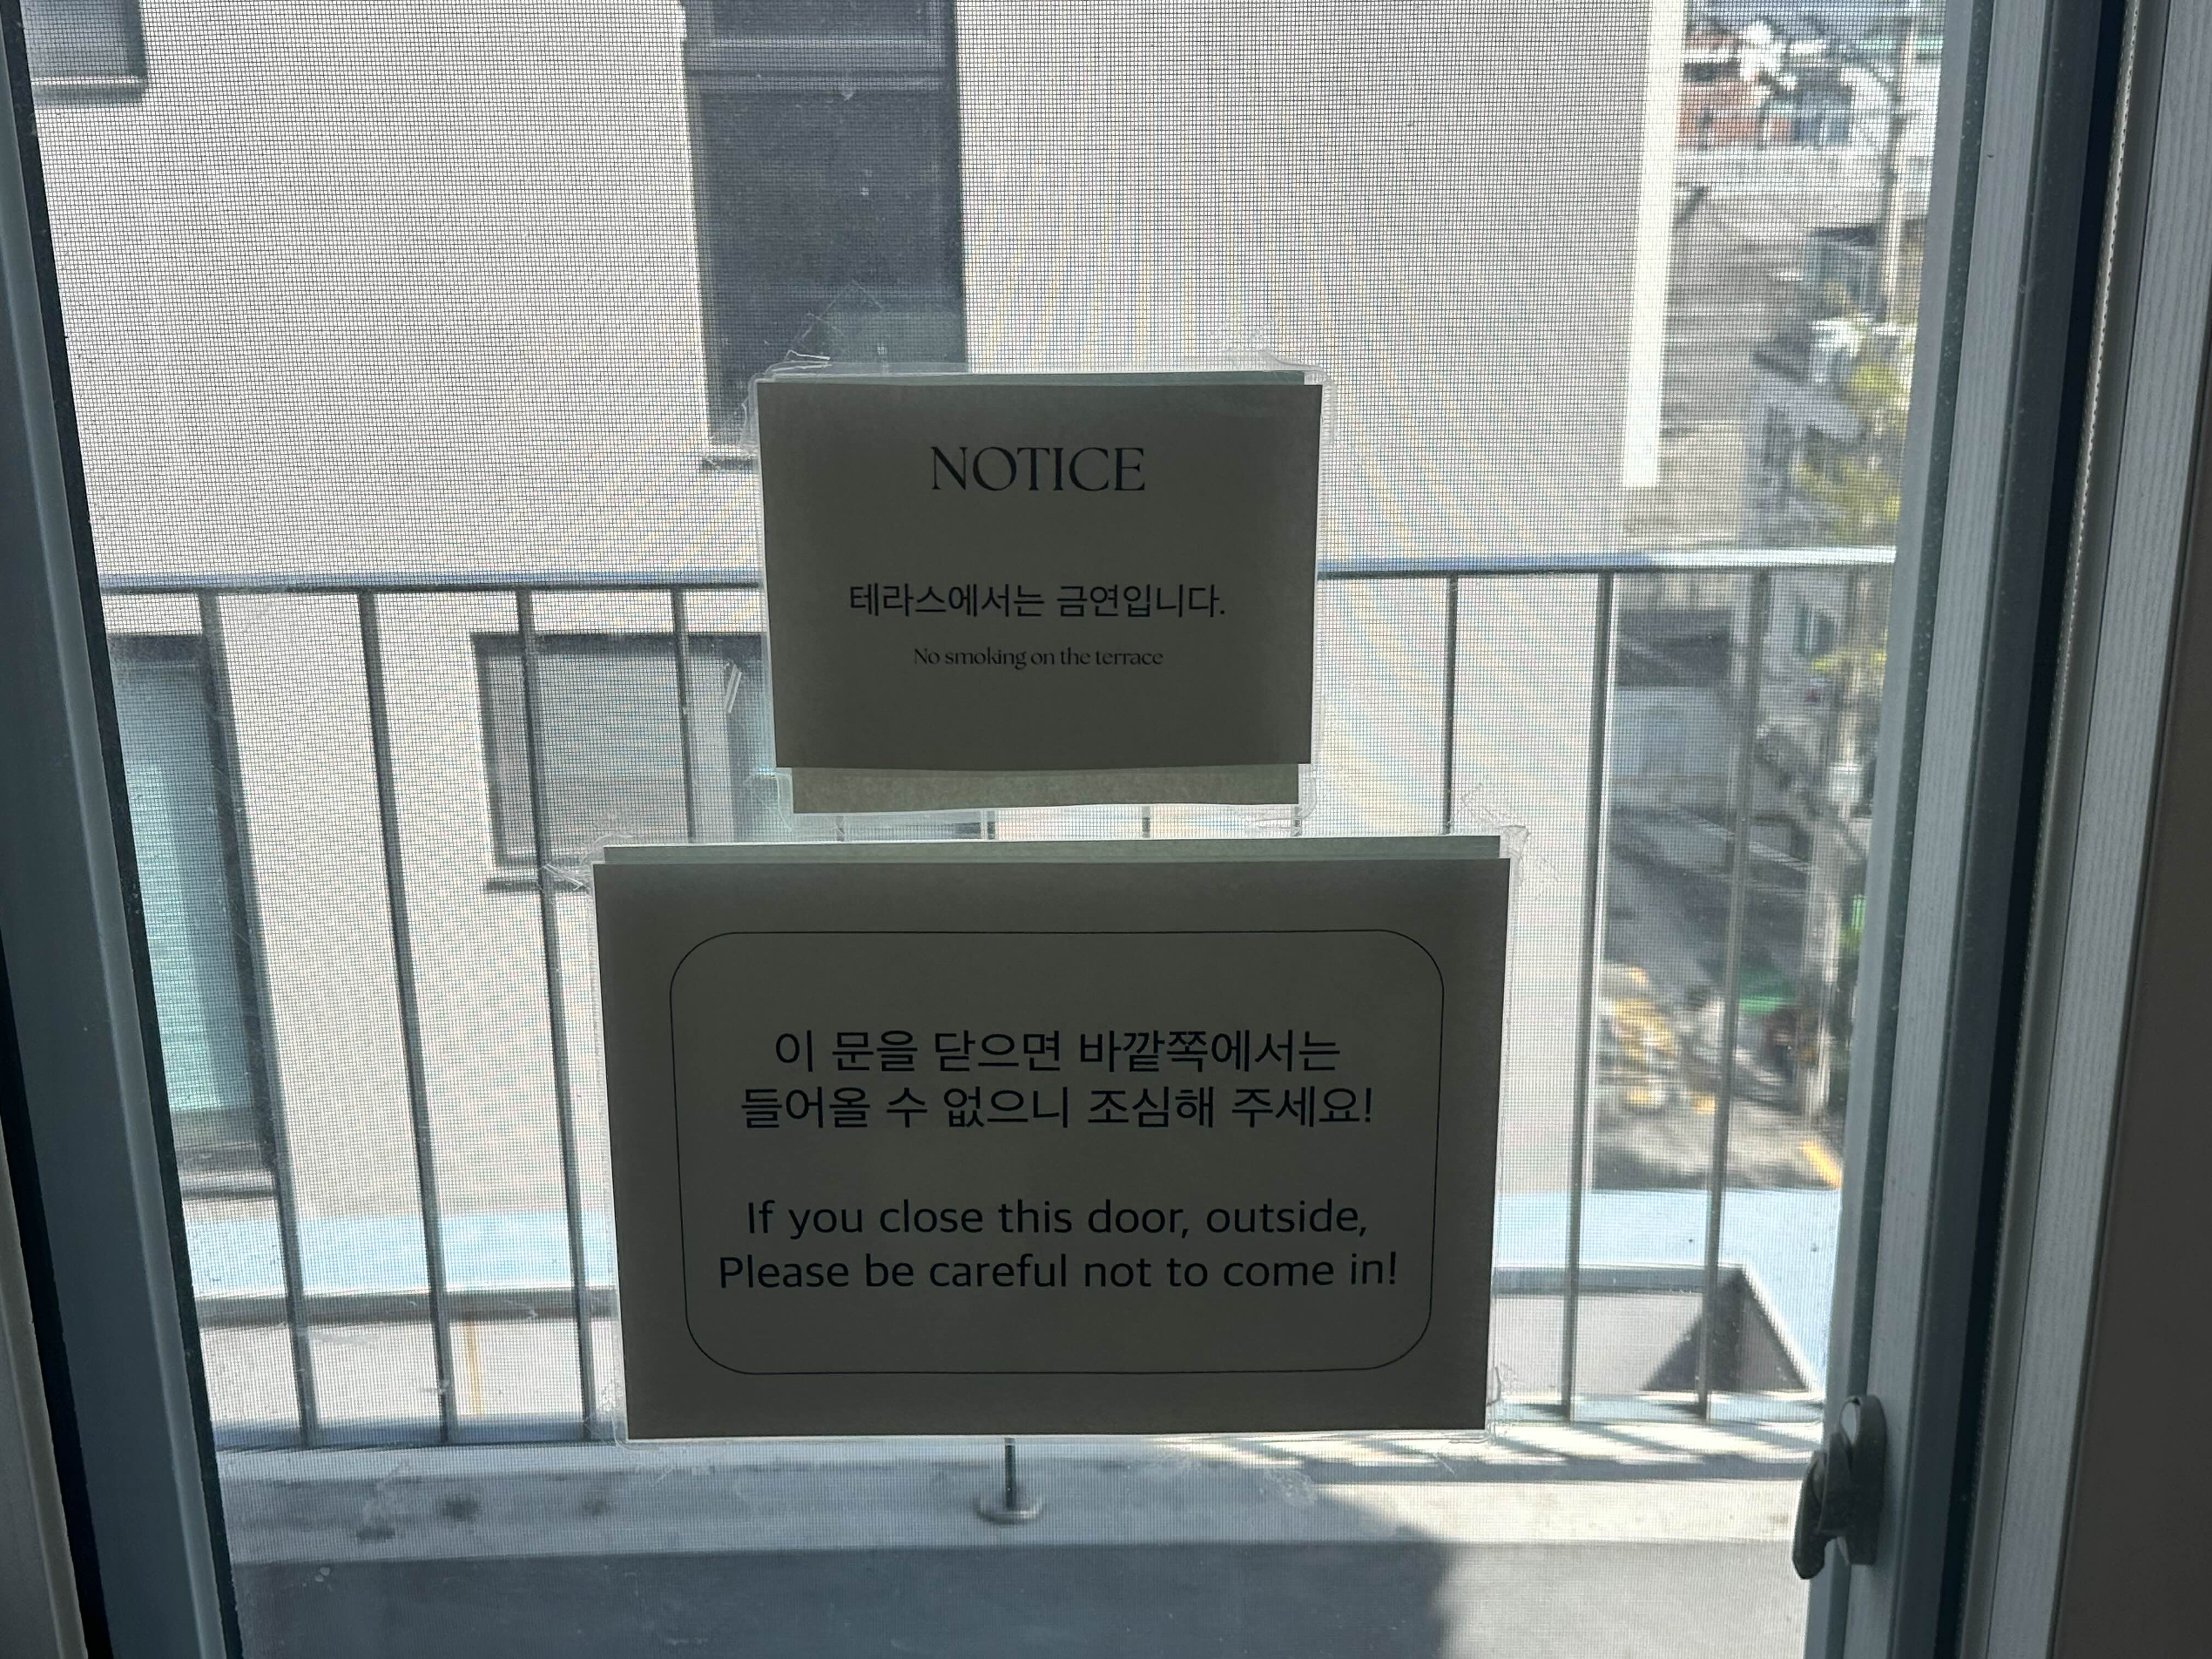 NOTICE
테라스에서는 금연입니다.
No smoking on the terrace
이 문을 닫으면 바깥쪽에서는
들어올 수 없으니 조심해 주세요!
If you close this door, outside,
Please be careful not to come in!